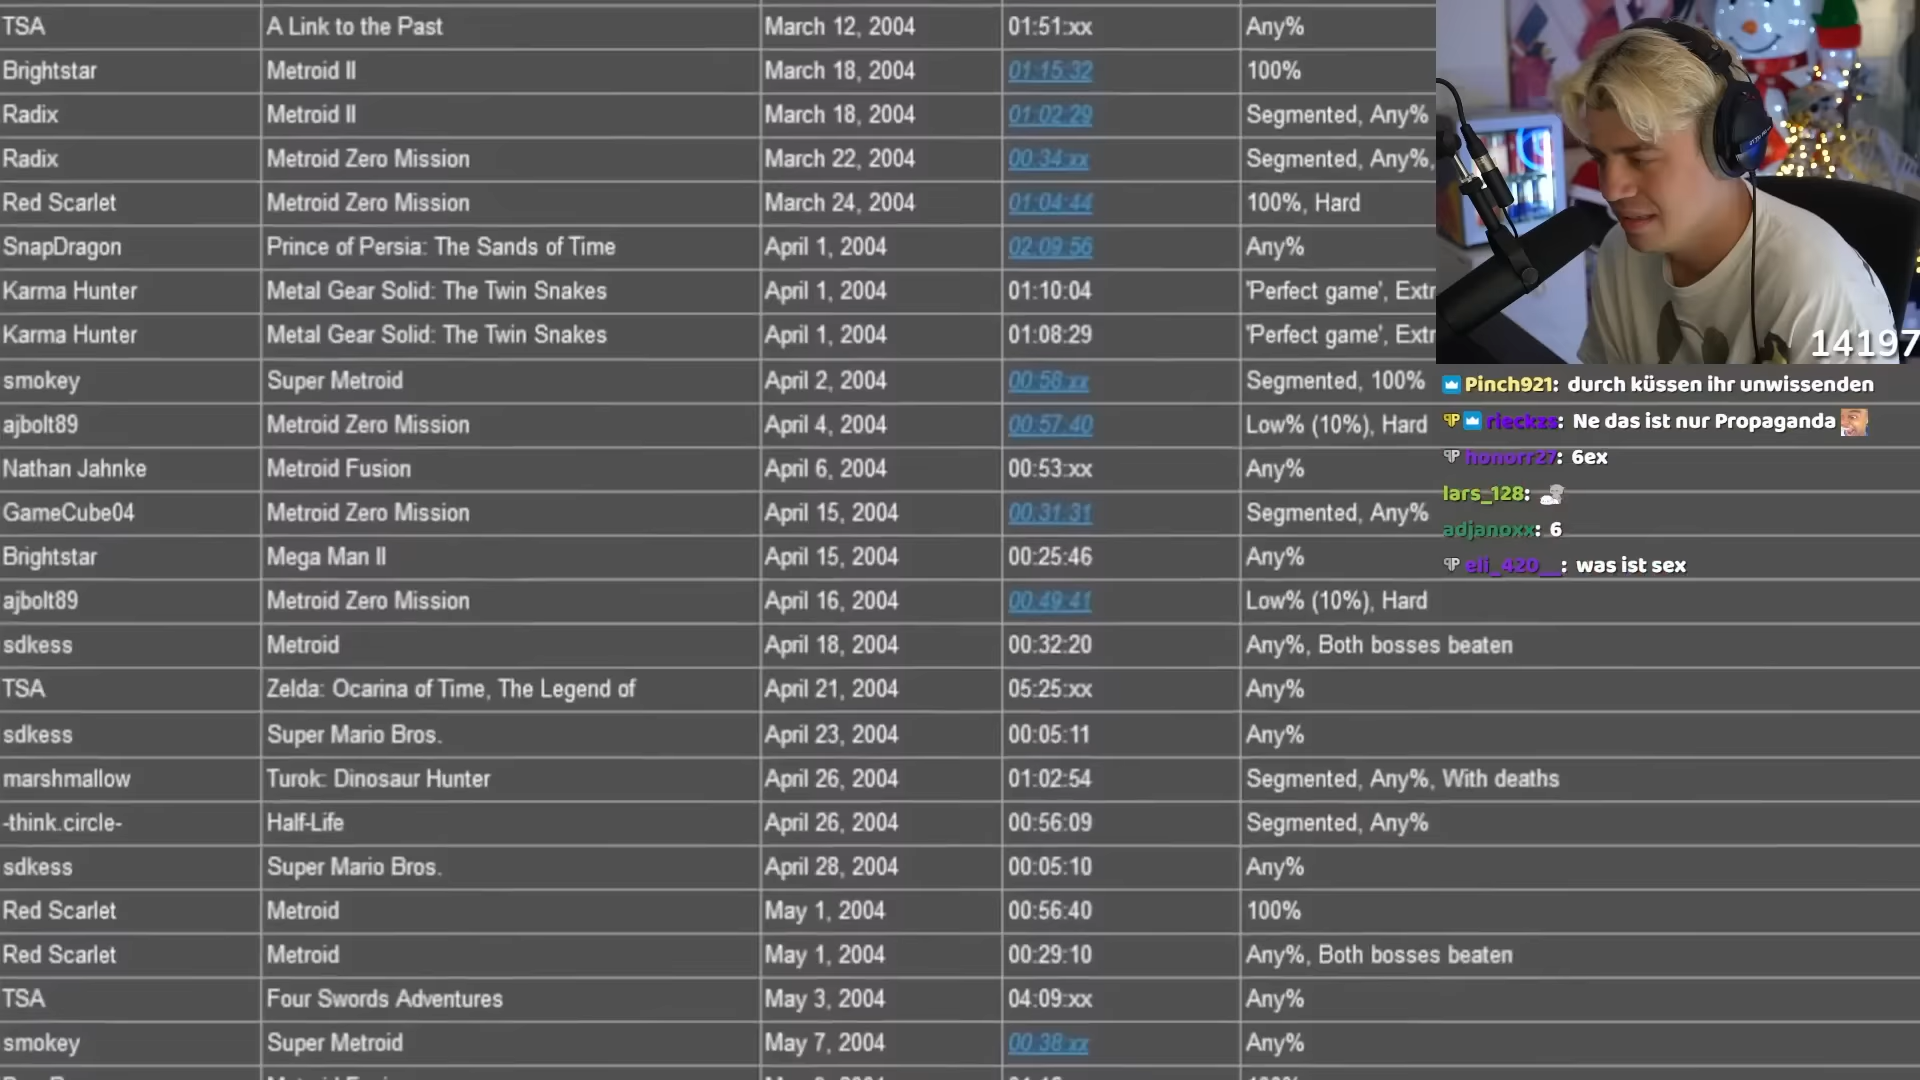 TSA A Link to the Past March 12, 2004 01:51:xx Any%
Brightstar Metroid II March 18, 2004 01:15:32 100%
Radix Metroid II March 18, 2004 01:02:29 Segmented, Any%
Radix Metroid Zero Mission March 22, 2004 00:34:xx Segmented, Any%,
Red Scarlet Metroid Zero Mission March 24, 2004 01:04:44 100%, Hard
SnapDragon Prince of Persia: The Sands of Time April 1, 2004 02:09:56 Any%
Karma Hunter Metal Gear Solid: The Twin Snakes April 1, 2004 01:10:04 'Perfect game', Extr
Karma Hunter Metal Gear Solid: The Twin Snakes April 1, 2004 01:08:29 'Perfect game', Extr
smokey Super Metroid April 2, 2004 00:58:xx Segmented, 100%
ajbolt89 Metroid Zero Mission April 4, 2004 00:57:40 Low% (10%), Hard
Nathan Jahnke Metroid Fusion April 6, 2004 00:53:xx Any%
GameCube04 Metroid Zero Mission April 15, 2004 00:31:31 Segmented, Any%
Brightstar Mega Man II April 15, 2004 00:25:46 Any%
ajbolt89 Metroid Zero Mission April 16, 2004 00:49:41 Low% (10%), Hard
sdkess Metroid April 18, 2004 00:32:20 Any%, Both bosses beaten
TSA Zelda: Ocarina of Time, The Legend of April 21, 2004 05:25:xx Any%
sdkess Super Mario Bros. April 23, 2004 00:05:11 Any%
marshmallow Turok: Dinosaur Hunter April 26, 2004 01:02:54 Segmented, Any%, With deaths
-think.circle- Half-Life April 26, 2004 00:56:09 Segmented, Any%
sdkess Super Mario Bros. April 28, 2004 00:05:10 Any%
Red Scarlet Metroid May 1, 2004 00:56:40 100%
Red Scarlet Metroid May 1, 2004 00:29:10 Any%, Both bosses beaten
TSA Four Swords Adventures May 3, 2004 04:09:xx Any%
smokey Super Metroid May 7, 2004 00:38:xx Any%
14197
Pinch921: durch küssen ihr unwissenden
rieckzs: Ne das ist nur Propaganda
honorr27: 6ex
lars_128:
adjanoxx: 6
eli_420__: was ist sex